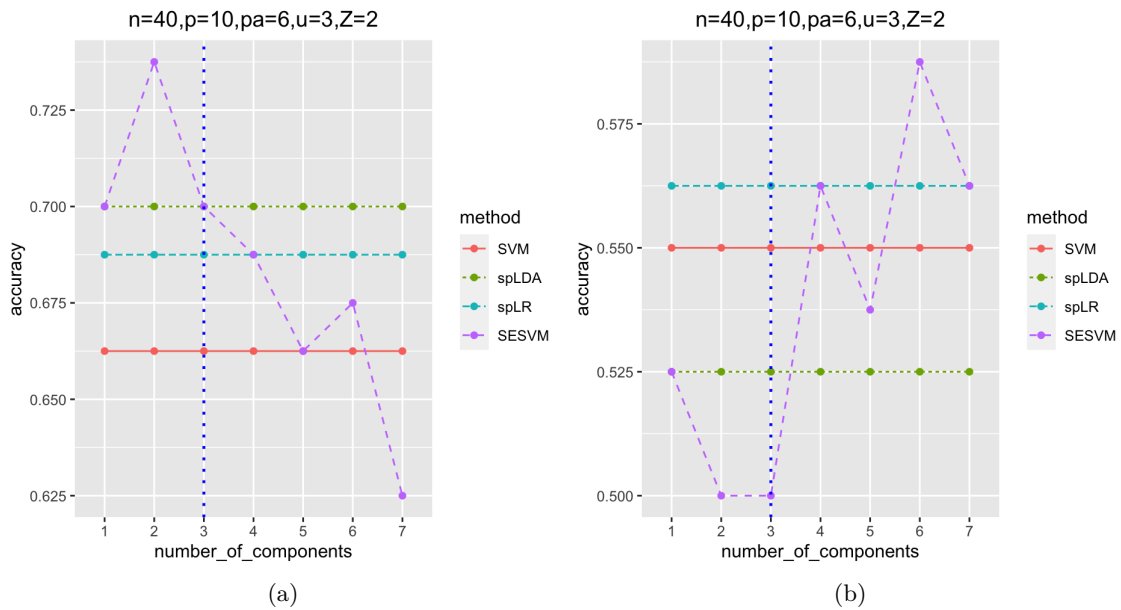 n=40,p=10,pa=6,u=3,Z=2
accuracy
0.725
0.700
0.675
0.650
0.625
1 2 3 4 5 6 7
number_of_components
method
SVM
spLDA
spLR
SESVM
(a)
n=40,p=10,pa=6,u=3,Z=2
accuracy
0.575
0.550
0.525
0.500
1 2 3 4 5 6 7
number_of_components
method
SVM
spLDA
spLR
SESVM
(b)